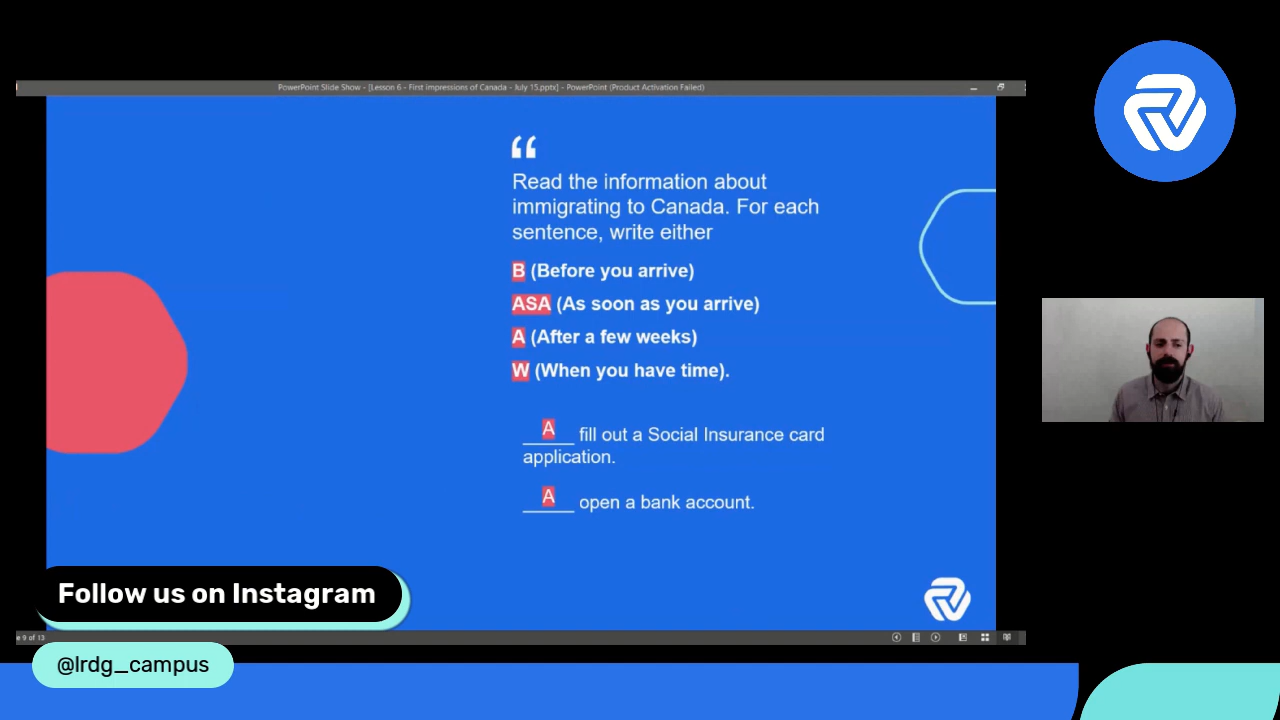 PowerPoint Slide Show - [Lesson 6 - First impressions of Canada - July 15.pptx] - PowerPoint (Product Activation Failed)
“
Read the information about
immigrating to Canada. For each
sentence, write either
B (Before you arrive)
ASA (As soon as you arrive)
A (After a few weeks)
W (When you have time).
A fill out a Social Insurance card
application.
A open a bank account.
Follow us on Instagram
e 9 of 13
@lrdg_campus